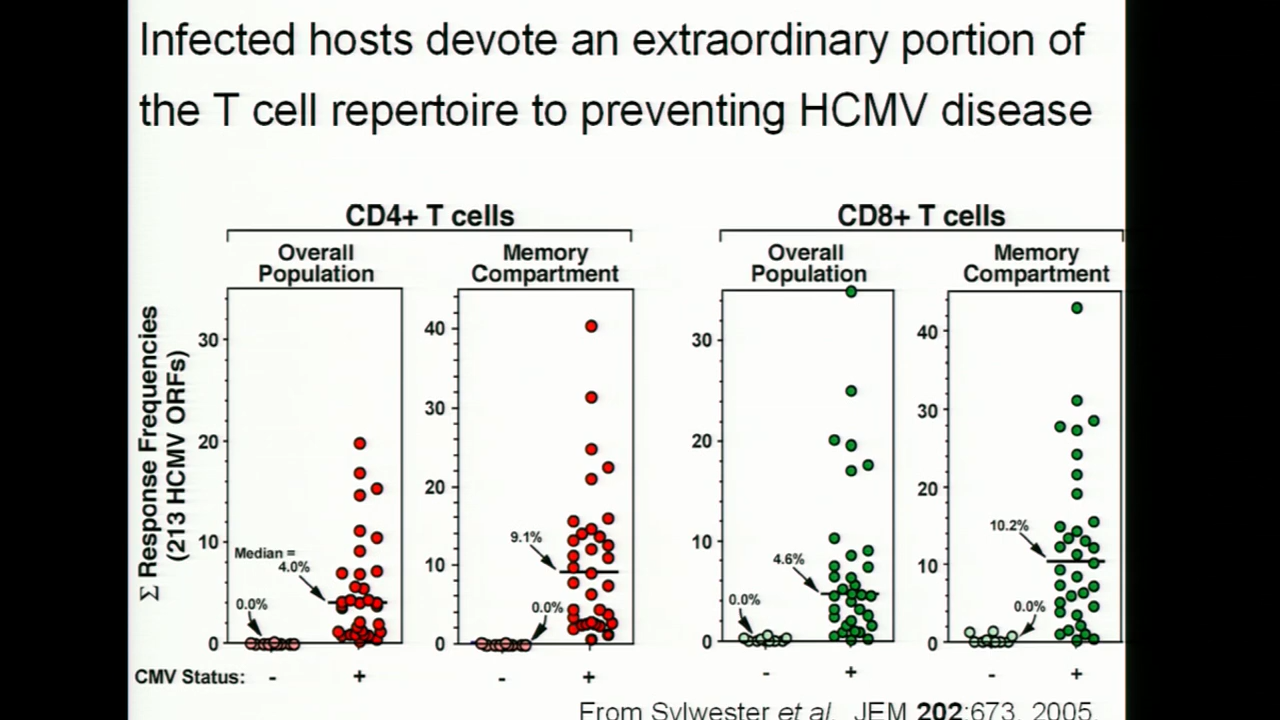 Infected hosts devote an extraordinary portion of
the T cell repertoire to preventing HCMV disease
CD4+ T cells
CD8+ T cells
Overall
Population
Memory
Compartment
Overall
Population
Memory
Compartment
Σ Response Frequencies
(213 HCMV ORFs)
30
20
10
0
Median =
4.0%
0.0%
40
30
20
10
0
9.1%
0.0%
30
20
10
0
4.6%
0.0%
40
30
20
10
0
10.2%
0.0%
CMV Status: - + - + - + - +
From Sylwester et al. JEM 202:673, 2005.